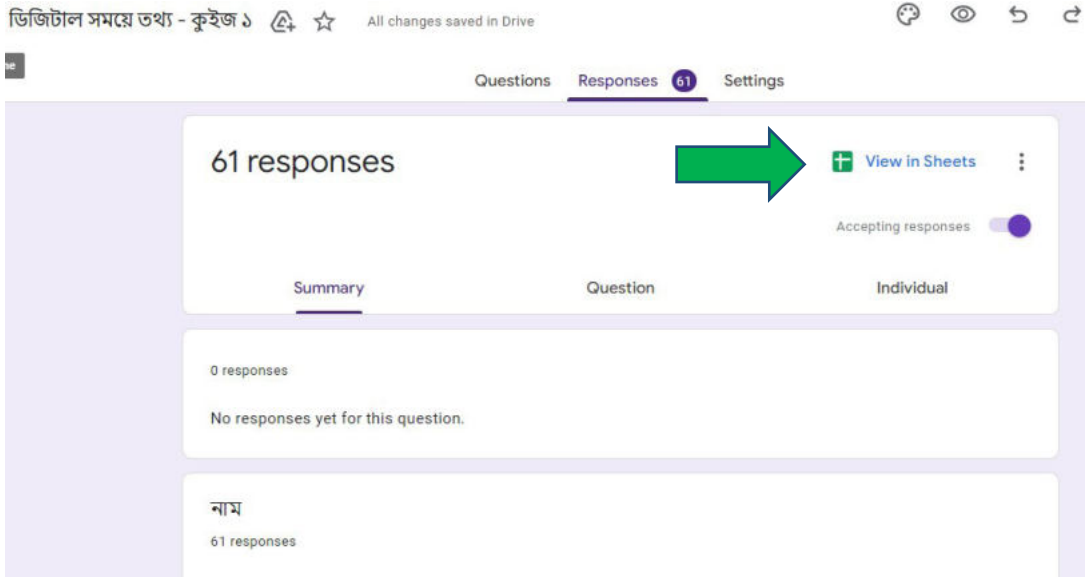 ডিজিটাল সময়ে তথ্য - কুইজ ১ All changes saved in Drive
ne
Questions Responses 61 Settings
61 responses
View in Sheets
Accepting responses
Summary Question Individual
0 responses
No responses yet for this question.
নাম
61 responses